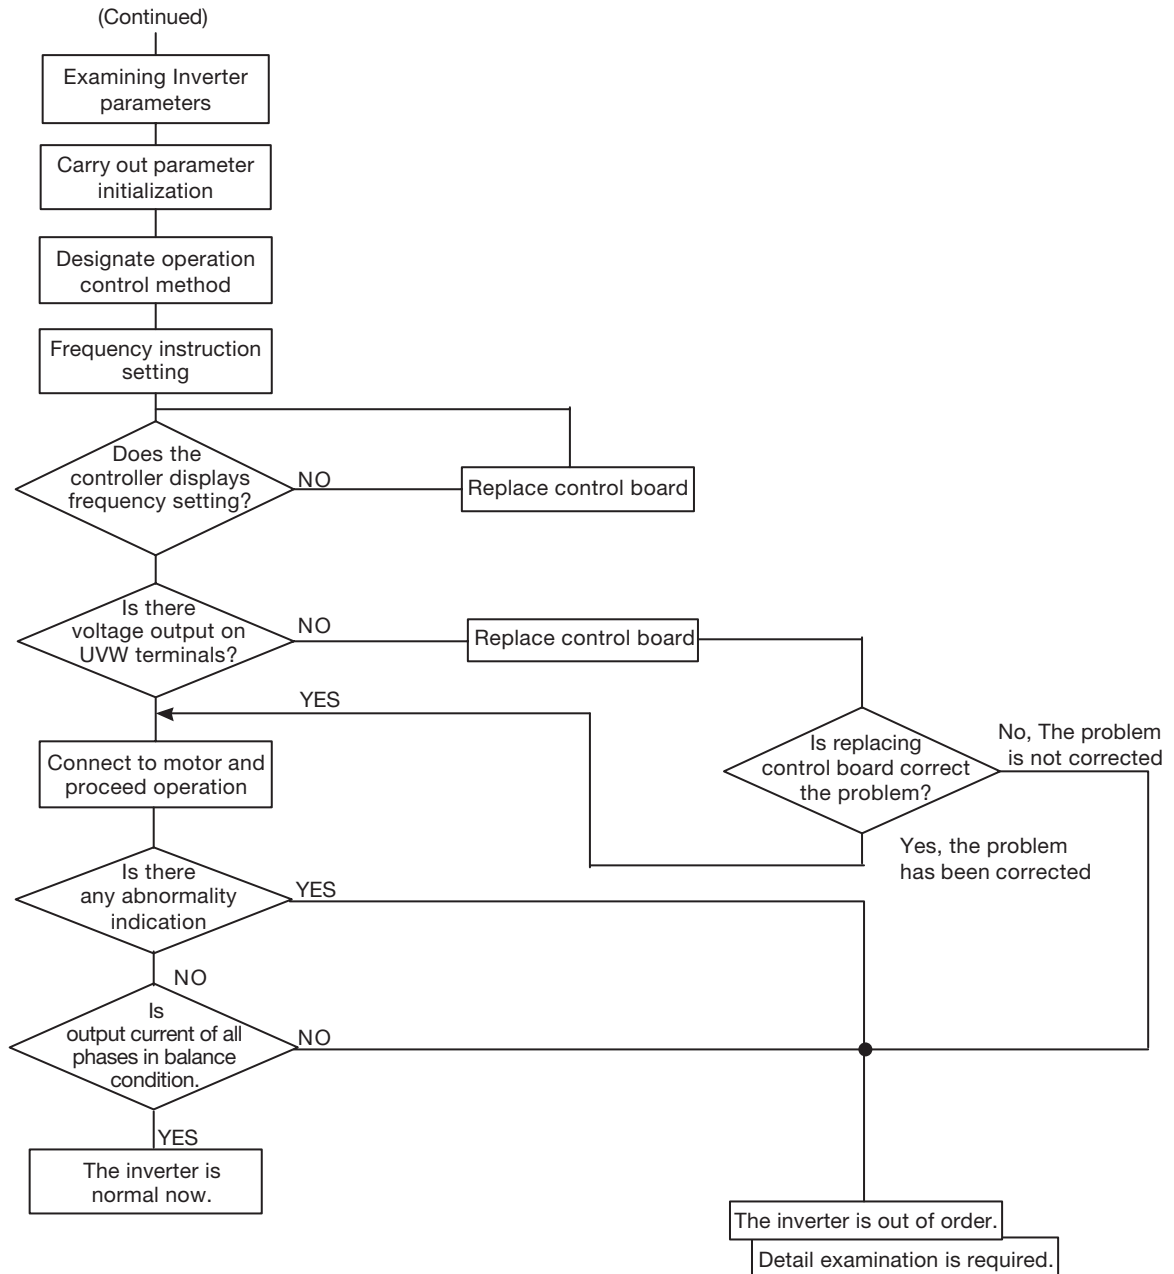 (Continued)
Examining Inverter
parameters
Carry out parameter
initialization
Designate operation
control method
Frequency instruction
setting
Does the
controller displays
frequency setting?
NO
Replace control board
Is there
voltage output on
UVW terminals?
NO
Replace control board
YES
Is replacing
control board correct
the problem?
No, The problem
is not corrected
Yes, the problem
has been corrected
Connect to motor and
proceed operation
Is there
any abnormality
indication
YES
NO
Is
output current of all
phases in balance
condition.
NO
YES
The inverter is
normal now.
The inverter is out of order.
Detail examination is required.